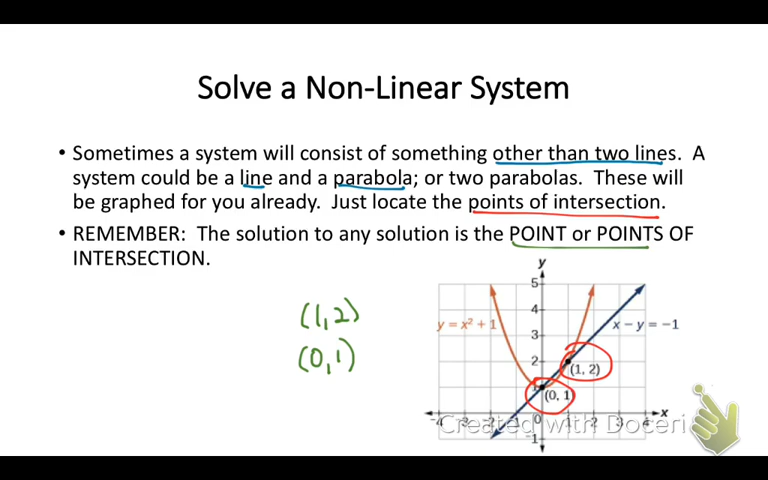 Solve a Non-Linear System
• Sometimes a system will consist of something other than two lines. A
system could be a line and a parabola; or two parabolas. These will
be graphed for you already. Just locate the points of intersection.
• REMEMBER: The solution to any solution is the POINT or POINTS OF
INTERSECTION.
(1,2)
(0,1)
y
5
4
3
2
y = x² + 1
x – y = –1
(1, 2)
(0, 1)
x
0
-1
Created with Doceri